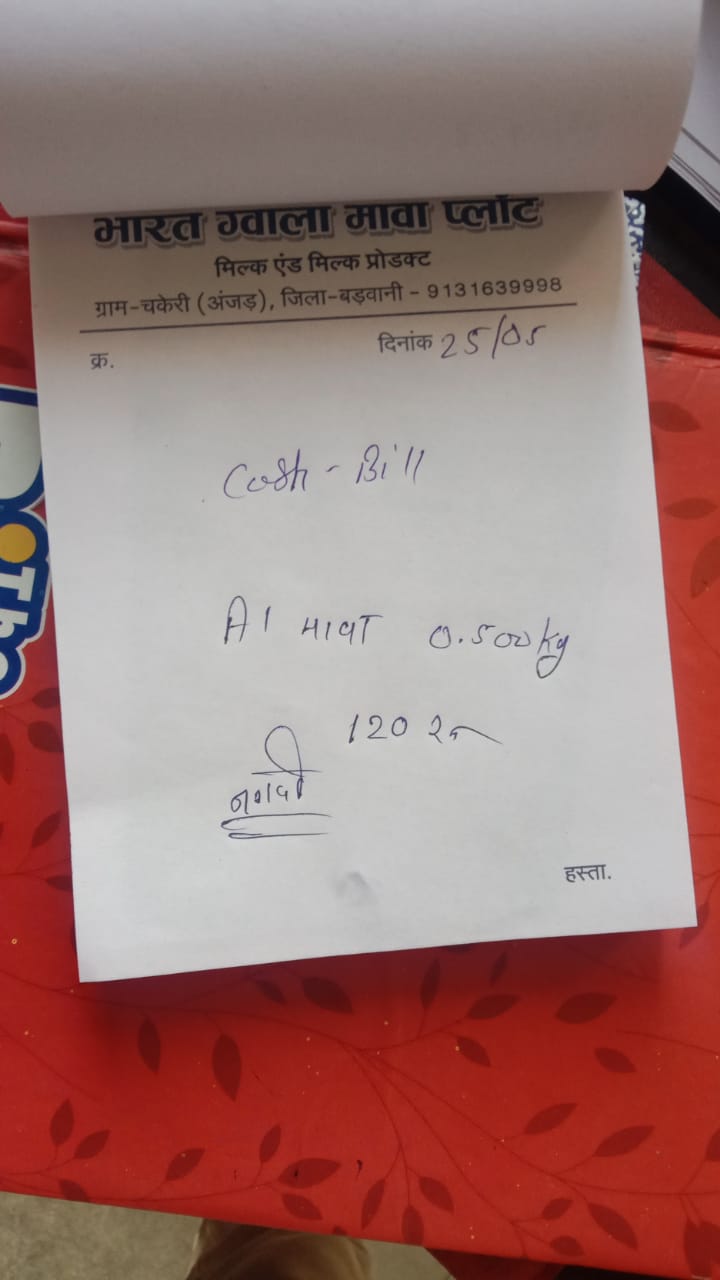 भारत ग्वाला मावा प्लांट
मिल्क एंड मिल्क प्रोडक्ट
ग्राम-चकेरी (अंजड़), जिला-बड़वानी - 9131639998
क्र.
दिनांक 25/05
Cash - Bill
A1 मावा 0.500 kg
120 रु
नगदी
हस्ता.